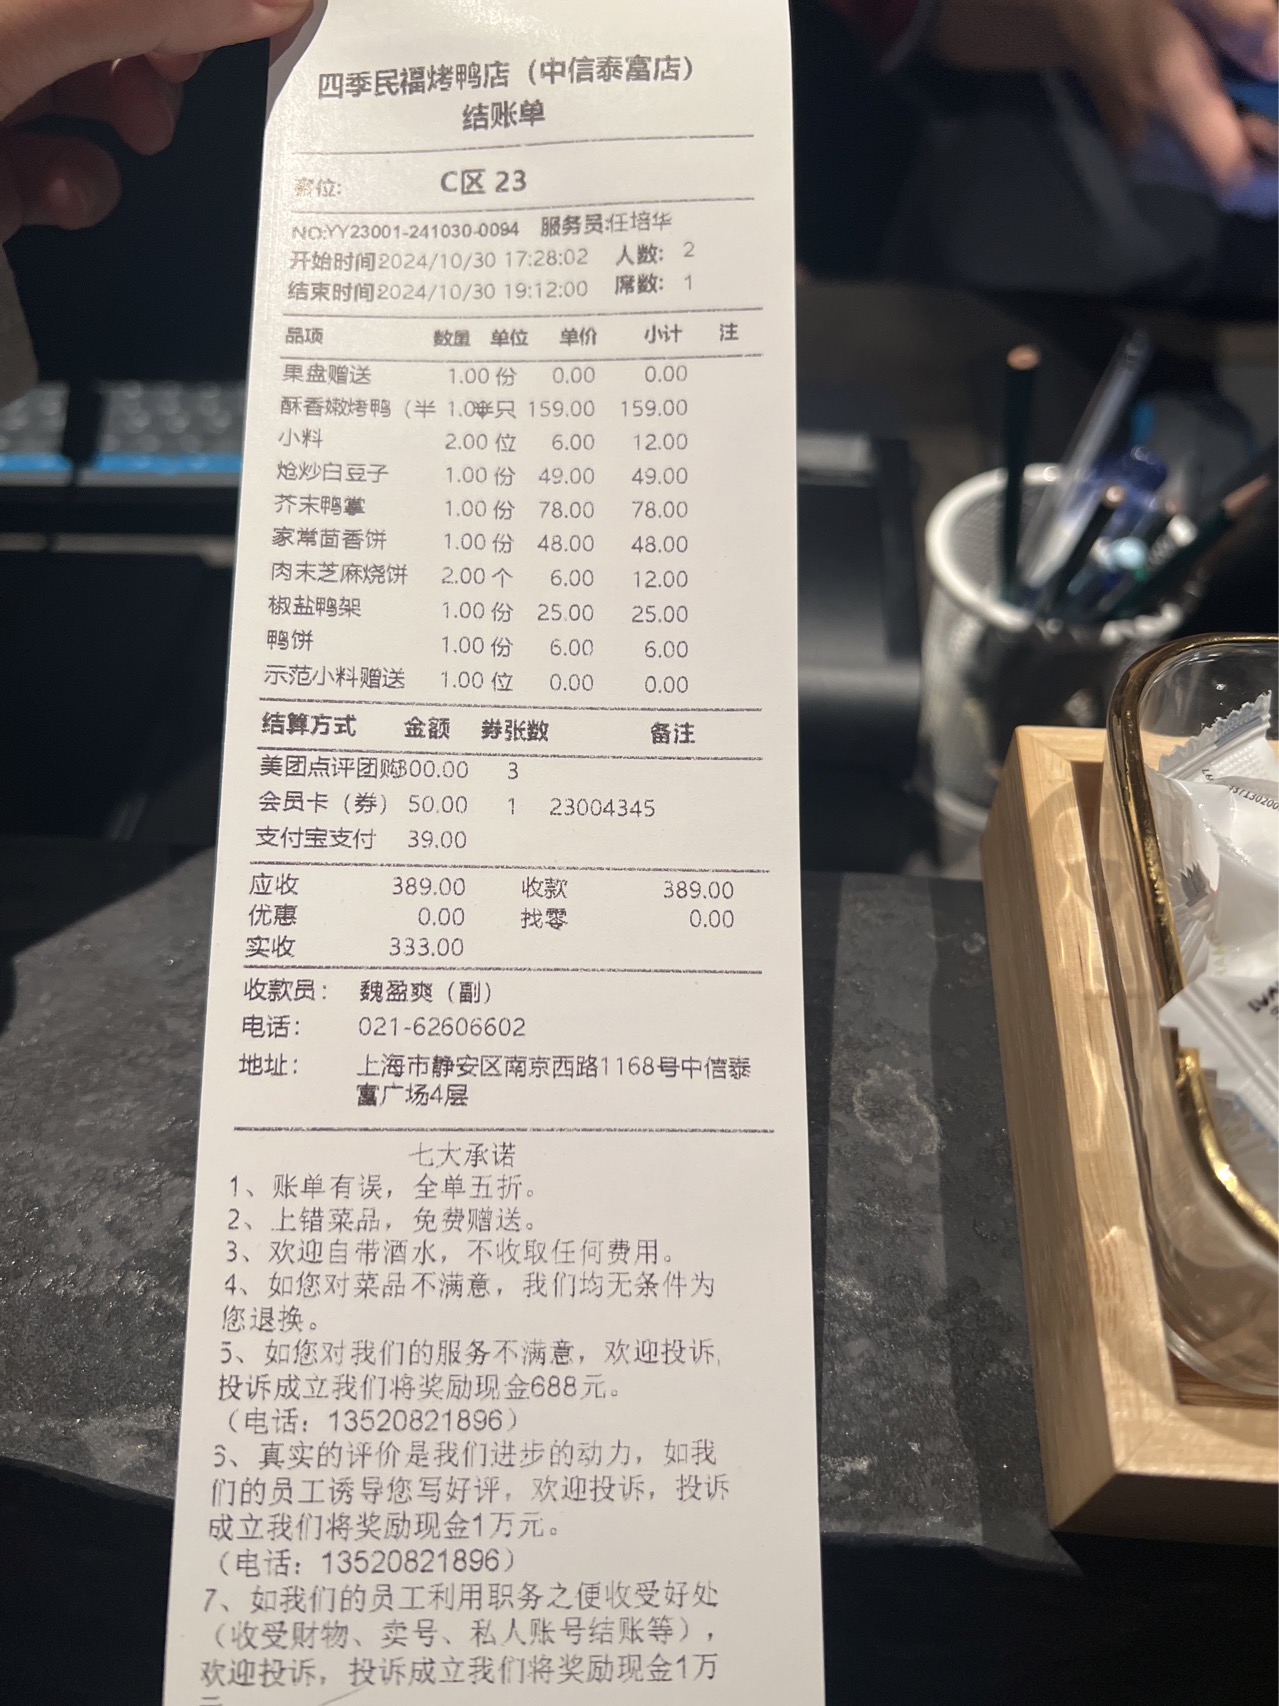 四季民福烤鸭店（中信泰富店）
结账单
客位: C区 23
NO:YY23001-241030-0094 服务员:任培华
开始时间2024/10/30 17:28:02 人数: 2
结束时间2024/10/30 19:12:00 席数: 1
品项 数量 单位 单价 小计 注
果盘赠送 1.00 份 0.00 0.00
酥香嫩烤鸭（半 1.00 半只 159.00 159.00
小料 2.00 位 6.00 12.00
炝炒白豆子 1.00 份 49.00 49.00
芥末鸭掌 1.00 份 78.00 78.00
家常茴香饼 1.00 份 48.00 48.00
肉末芝麻烧饼 2.00 个 6.00 12.00
椒盐鸭架 1.00 份 25.00 25.00
鸭饼 1.00 份 6.00 6.00
示范小料赠送 1.00 位 0.00 0.00
结算方式 金额 券张数 备注
美团点评团购300.00 3
会员卡（券） 50.00 1 23004345
支付宝支付 39.00
应收 389.00 收款 389.00
优惠 0.00 找零 0.00
实收 333.00
收款员: 魏盈爽（副）
电话: 021-62606602
地址: 上海市静安区南京西路1168号中信泰
富广场4层
七大承诺
1、账单有误，全单五折。
2、上错菜品，免费赠送。
3、欢迎自带酒水，不收取任何费用。
4、如您对菜品不满意，我们均无条件为
您退换。
5、如您对我们的服务不满意，欢迎投诉,
投诉成立我们将奖励现金688元。
（电话：13520821896）
6、真实的评价是我们进步的动力，如我
们的员工诱导您写好评，欢迎投诉，投诉
成立我们将奖励现金1万元。
（电话：13520821896）
7、如我们的员工利用职务之便收受好处
（收受财物、卖号、私人账号结账等），
欢迎投诉，投诉成立我们将奖励现金1万